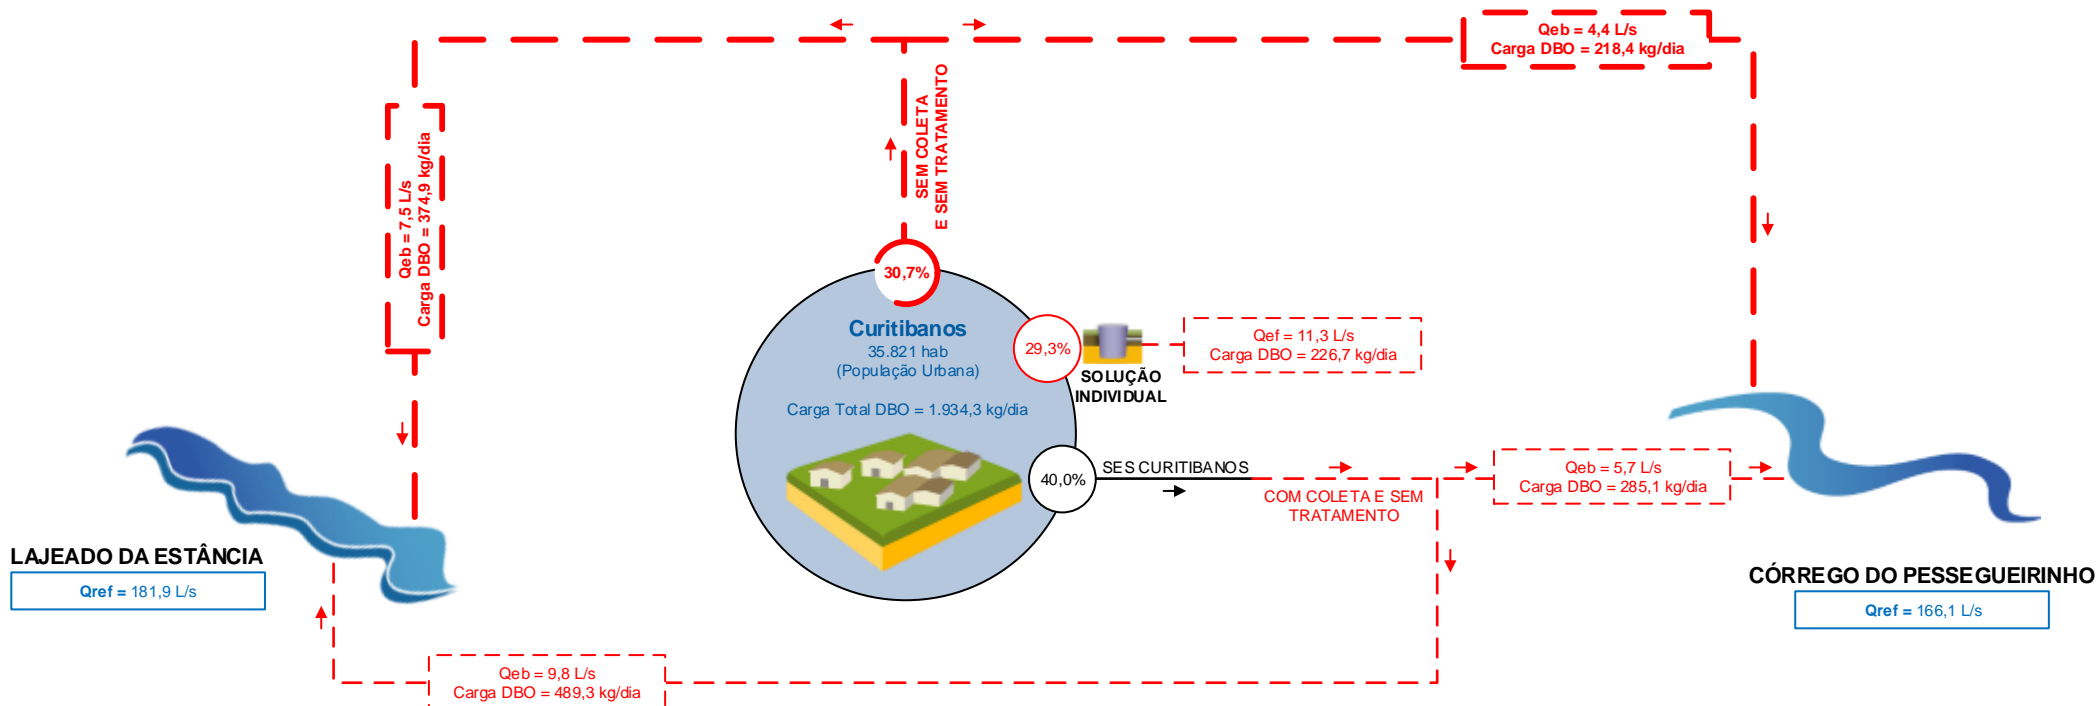 Qeb = 4,4 L/s
Carga DBO = 218,4 kg/dia
SEM COLETA
E SEM TRATAMENTO
Qeb = 7,5 L/s
Carga DBO = 374,9 kg/dia
30,7%
Curitibanos
35.821 hab
(População Urbana)
Carga Total DBO = 1.934,3 kg/dia
29,3%
SOLUÇÃO
INDIVIDUAL
Qef = 11,3 L/s
Carga DBO = 226,7 kg/dia
40,0%
SES CURITIBANOS
COM COLETA E SEM
TRATAMENTO
Qeb = 5,7 L/s
Carga DBO = 285,1 kg/dia
LAJEADO DA ESTÂNCIA
Qref = 181,9 L/s
CÓRREGO DO PESSEGUEIRINHO
Qref = 166,1 L/s
Qeb = 9,8 L/s
Carga DBO = 489,3 kg/dia